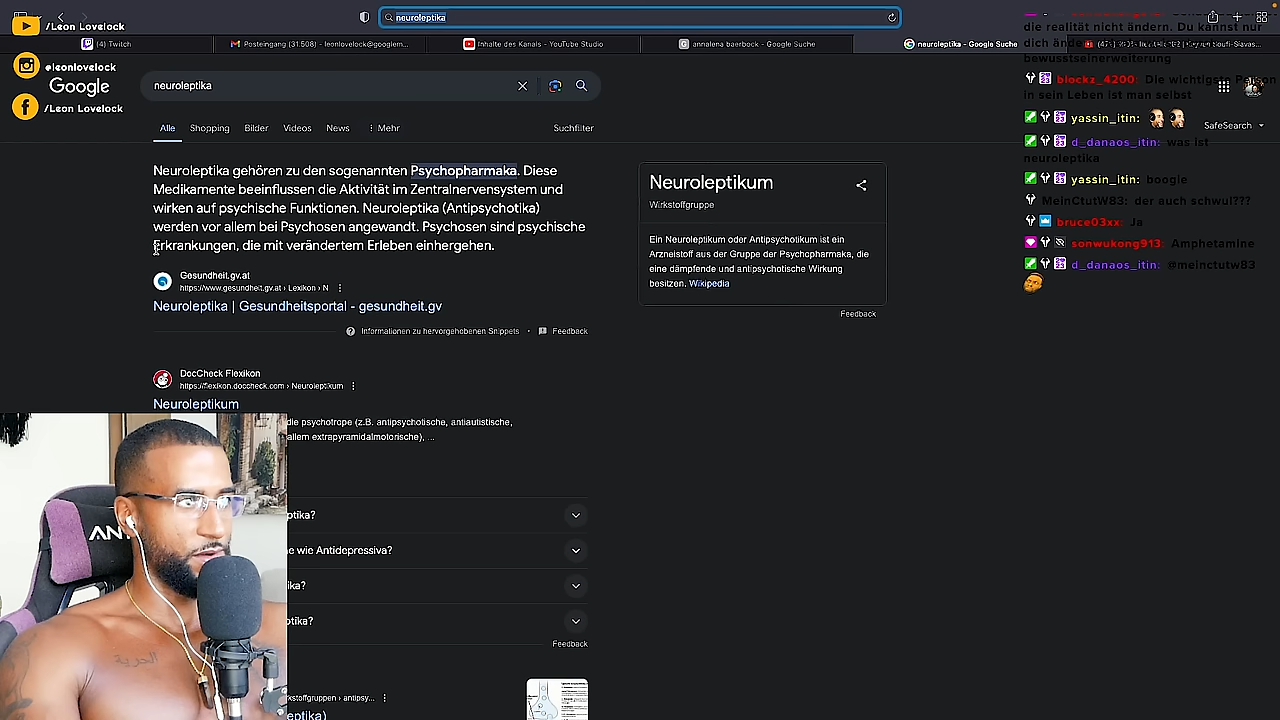 /Leon Lovelock
@leonlovelock
/Leon Lovelock
neuroleptika
(4) Twitch
Posteingang (31.508) - leonlovelock@googlem...
Inhalte des Kanals - YouTube Studio
annalena baerbock - Google Suche
neuroleptika - Google Suche
Google
neuroleptika
SafeSearch
Alle
Shopping
Bilder
Videos
News
Mehr
Suchfilter
Neuroleptika gehören zu den sogenannten Psychopharmaka. Diese
Medikamente beeinflussen die Aktivität im Zentralnervensystem und
wirken auf psychische Funktionen. Neuroleptika (Antipsychotika)
werden vor allem bei Psychosen angewandt. Psychosen sind psychische
Erkrankungen, die mit verändertem Erleben einhergehen.
Gesundheit.gv.at
https://www.gesundheit.gv.at › Lexikon › N
Neuroleptika | Gesundheitsportal - gesundheit.gv
Informationen zu hervorgehobenen Snippets
Feedback
DocCheck Flexikon
https://flexikon.doccheck.com › Neuroleptikum
Neuroleptikum
die psychotrope (z.B. antipsychotische, antiautistische,
allem extrapyramidalmotorische), ...
ptika?
e wie Antidepressiva?
ika?
ptika?
Feedback
kstoffgruppen › antipsy...
eptika)
Neuroleptikum
Wirkstoffgruppe
Ein Neuroleptikum oder Antipsychotikum ist ein
Arzneistoff aus der Gruppe der Psychopharmaka, die
eine dämpfende und antipsychotische Wirkung
besitzen. Wikipedia
Feedback
die realität nicht ändern. Du kannst nur
dich ände
bewusstseinerweiterung
blockz_4200: Die wichtigste Person
in sein Leben ist man selbst
yassin_itin:
d_danaos_itin: was ist
neuroleptika
yassin_itin: boogle
MeinCtutW83: der auch schwul???
bruce03xx: Ja
sonwukong913: Amphetamine
d_danaos_itin: @meinctutw83
AN
الحرية